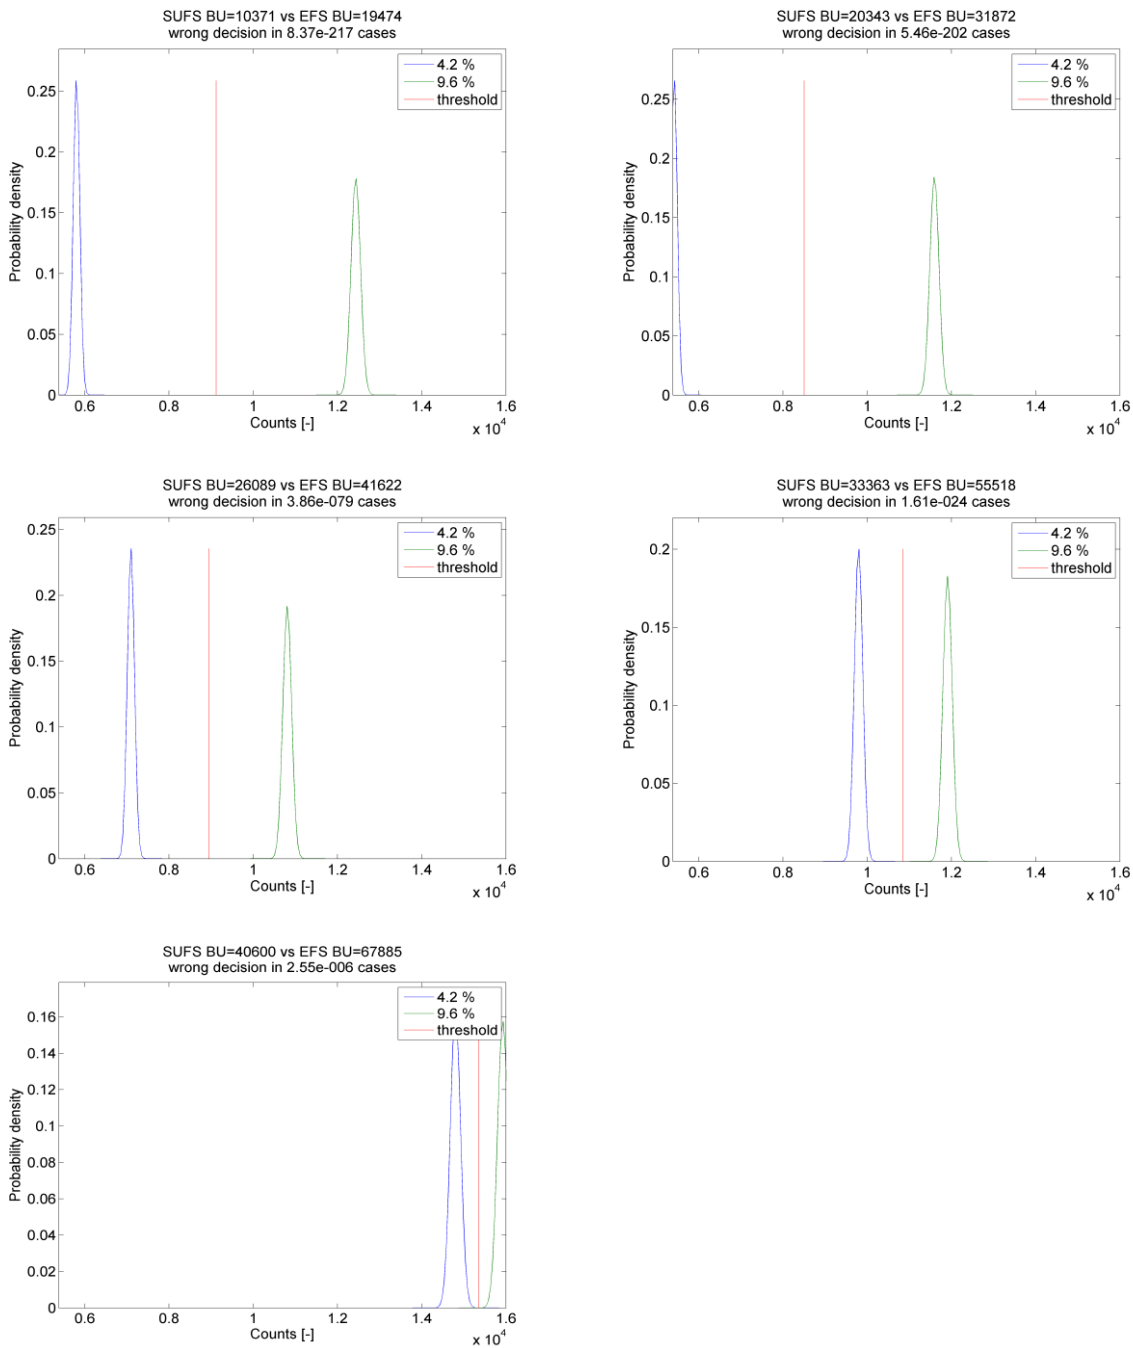 SUFS BU=10371 vs EFS BU=19474
wrong decision in 8.37e-217 cases
4.2 %
9.6 %
threshold
0.25
0.2
0.15
0.1
0.05
0
Probability density
0.6 0.8 1 1.2 1.4 1.6
Counts [-]
x 10^4
SUFS BU=20343 vs EFS BU=31872
wrong decision in 5.46e-202 cases
4.2 %
9.6 %
threshold
0.25
0.2
0.15
0.1
0.05
0
Probability density
0.6 0.8 1 1.2 1.4 1.6
Counts [-]
x 10^4
SUFS BU=26089 vs EFS BU=41622
wrong decision in 3.86e-079 cases
4.2 %
9.6 %
threshold
0.25
0.2
0.15
0.1
0.05
0
Probability density
0.6 0.8 1 1.2 1.4 1.6
Counts [-]
x 10^4
SUFS BU=33363 vs EFS BU=55518
wrong decision in 1.61e-024 cases
4.2 %
9.6 %
threshold
0.2
0.15
0.1
0.05
0
Probability density
0.6 0.8 1 1.2 1.4 1.6
Counts [-]
x 10^4
SUFS BU=40600 vs EFS BU=67885
wrong decision in 2.55e-006 cases
4.2 %
9.6 %
threshold
0.16
0.14
0.12
0.1
0.08
0.06
0.04
0.02
0
Probability density
0.6 0.8 1 1.2 1.4 1.6
Counts [-]
x 10^4